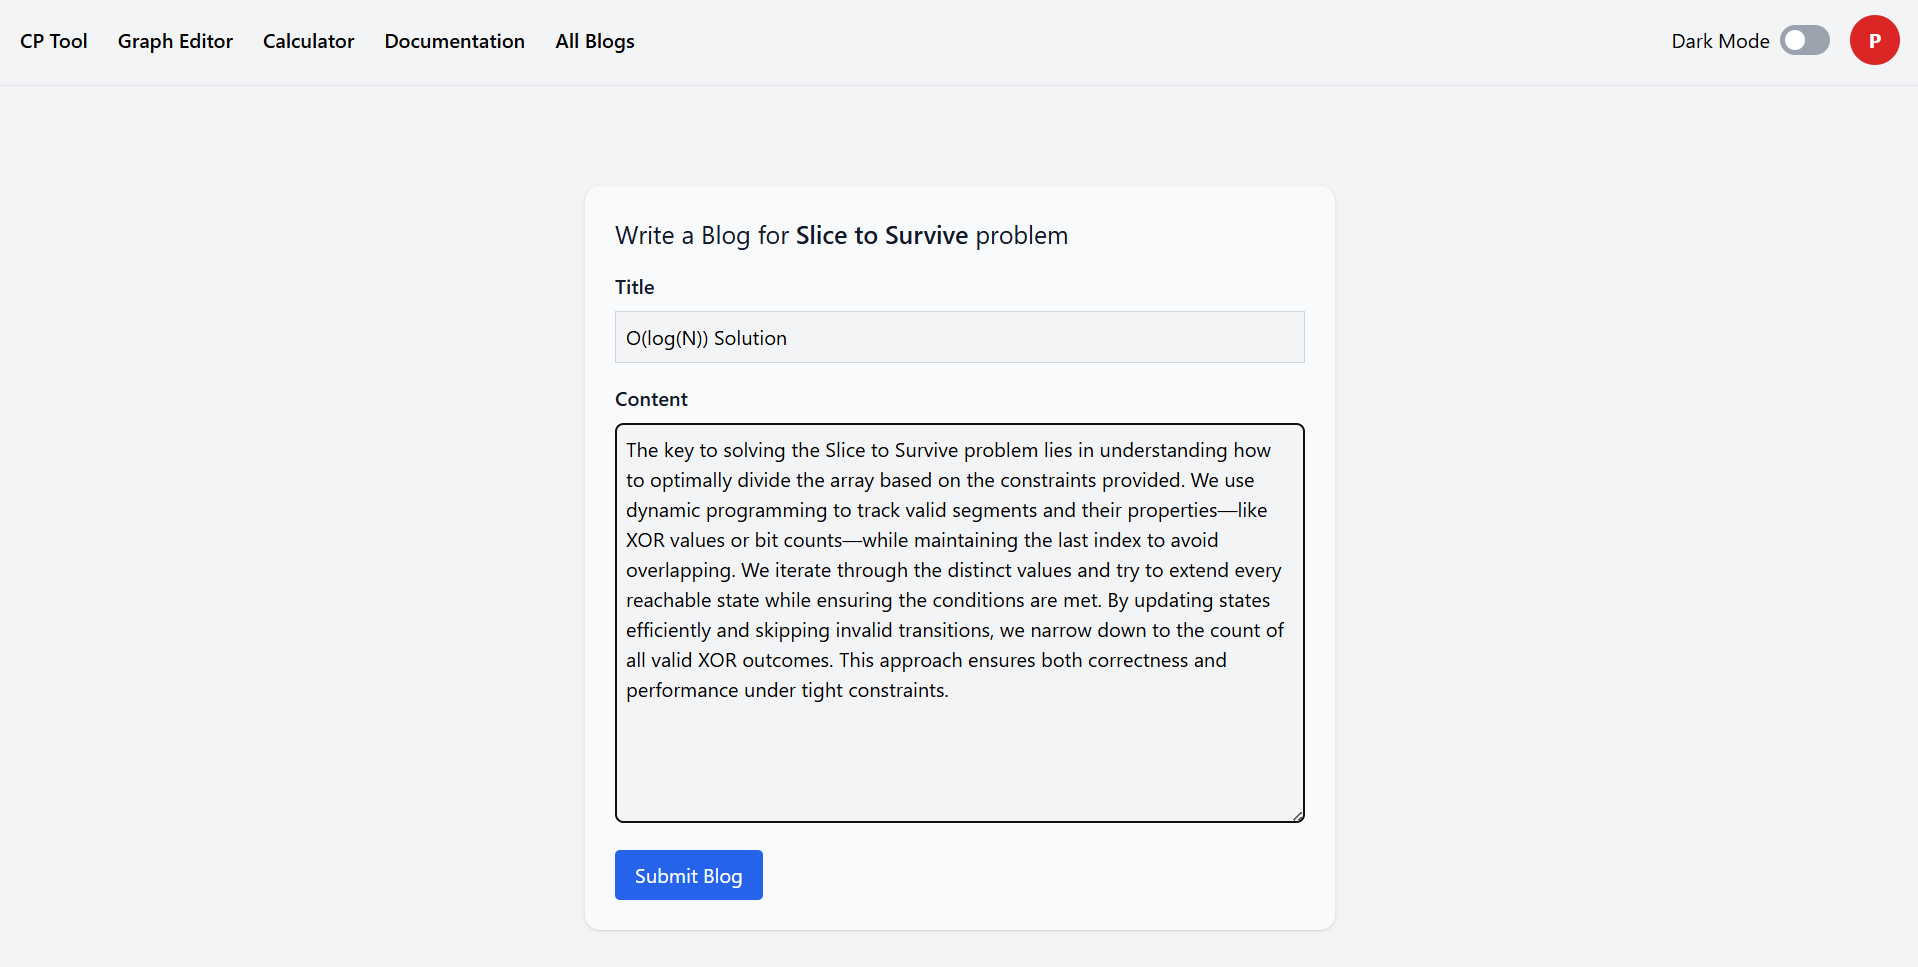 CP Tool Graph Editor Calculator Documentation All Blogs Dark Mode P
Write a Blog for Slice to Survive problem
Title
O(log(N)) Solution
Content
The key to solving the Slice to Survive problem lies in understanding how
to optimally divide the array based on the constraints provided. We use
dynamic programming to track valid segments and their properties—like
XOR values or bit counts—while maintaining the last index to avoid
overlapping. We iterate through the distinct values and try to extend every
reachable state while ensuring the conditions are met. By updating states
efficiently and skipping invalid transitions, we narrow down to the count of
all valid XOR outcomes. This approach ensures both correctness and
performance under tight constraints.
Submit Blog